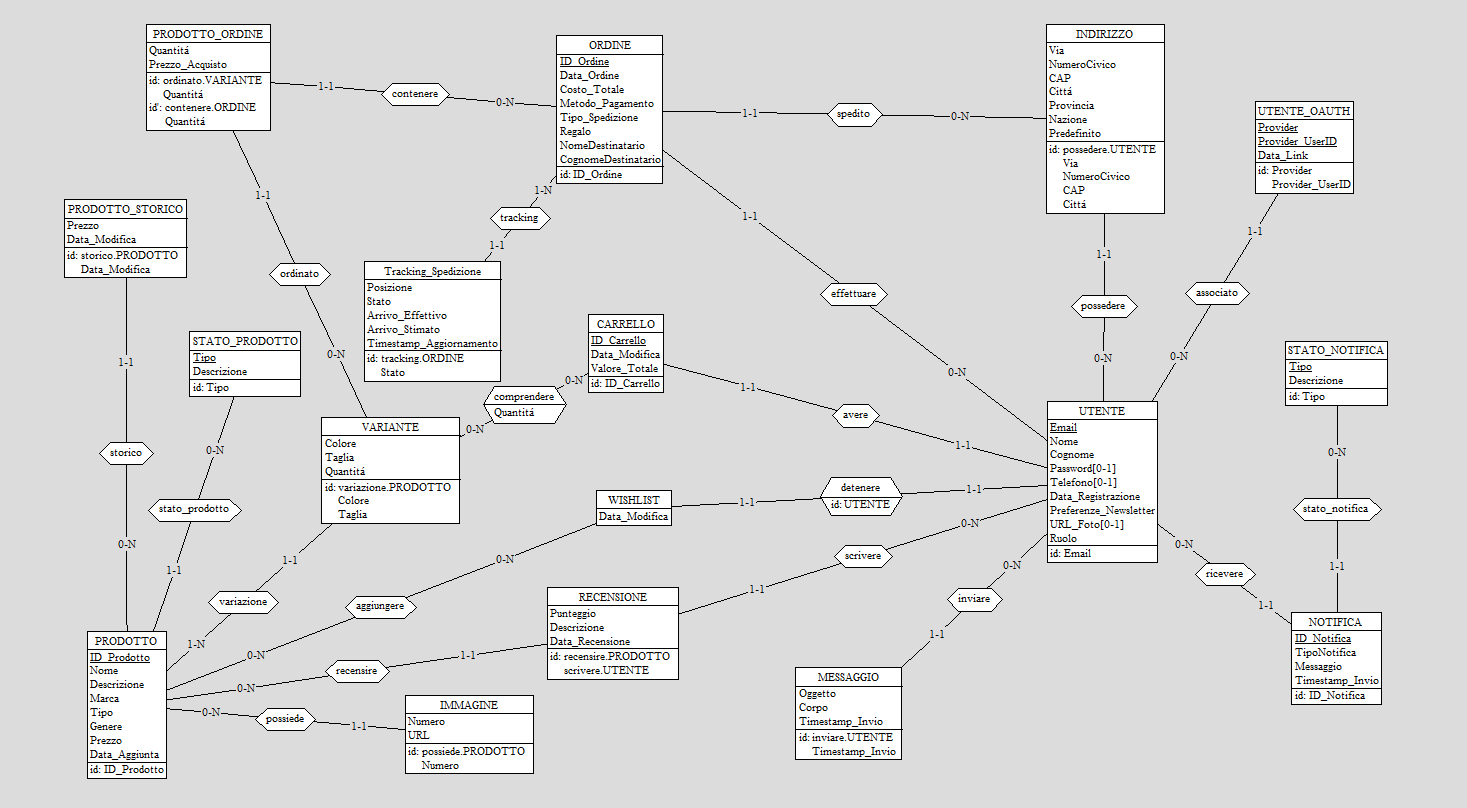 PRODOTTO_ORDINE
Quantitá
Prezzo_Acquisto
id: ordinato.VARIANTE
Quantitá
id': contenere.ORDINE
Quantitá
1-1
contenere
0-N
ORDINE
ID_Ordine
Data_Ordine
Costo_Totale
Metodo_Pagamento
Tipo_Spedizione
Regalo
NomeDestinatario
CognomeDestinatario
id: ID_Ordine
1-1
spedito
0-N
INDIRIZZO
Via
NumeroCivico
CAP
Cittá
Provincia
Nazione
Predefinito
id: possedere.UTENTE
Via
NumeroCivico
CAP
Cittá
UTENTE_OAUTH
Provider
Provider_UserID
Data_Link
id: Provider
Provider_UserID
1-1
associato
0-N
1-1
possedere
0-N
1-1
effettuare
0-N
1-N
tracking
1-1
Tracking_Spedizione
Posizione
Stato
Arrivo_Effettivo
Arrivo_Stimato
Timestamp_Aggiornamento
id: tracking.ORDINE
Stato
1-1
ordinato
0-N
PRODOTTO_STORICO
Prezzo
Data_Modifica
id: storico.PRODOTTO
Data_Modifica
1-1
storico
0-N
STATO_PRODOTTO
Tipo
Descrizione
id: Tipo
0-N
stato_prodotto
1-1
CARRELLO
ID_Carrello
Data_Modifica
Valore_Totale
id: ID_Carrello
0-N
comprendere
Quantitá
0-N
1-1
avere
1-1
VARIANTE
Colore
Taglia
Quantitá
id: variazione.PRODOTTO
Colore
Taglia
1-1
variazione
1-N
UTENTE
Email
Nome
Cognome
Password[0-1]
Telefono[0-1]
Data_Registrazione
Preferenze_Newsletter
URL_Foto[0-1]
Ruolo
id: Email
STATO_NOTIFICA
Tipo
Descrizione
id: Tipo
0-N
stato_notifica
1-1
WISHLIST
Data_Modifica
1-1
detenere
id: UTENTE
1-1
0-N
aggiungere
0-N
0-N
scrivere
1-1
RECENSIONE
Punteggio
Descrizione
Data_Recensione
id: recensire.PRODOTTO
scrivere.UTENTE
1-1
recensire
0-N
0-N
inviare
1-1
MESSAGGIO
Oggetto
Corpo
Timestamp_Invio
id: inviare.UTENTE
Timestamp_Invio
0-N
ricevere
1-1
NOTIFICA
ID_Notifica
TipoNotifica
Messaggio
Timestamp_Invio
id: ID_Notifica
PRODOTTO
ID_Prodotto
Nome
Descrizione
Marca
Tipo
Genere
Prezzo
Data_Aggiunta
id: ID_Prodotto
0-N
possiede
1-1
IMMAGINE
Numero
URL
id: possiede.PRODOTTO
Numero